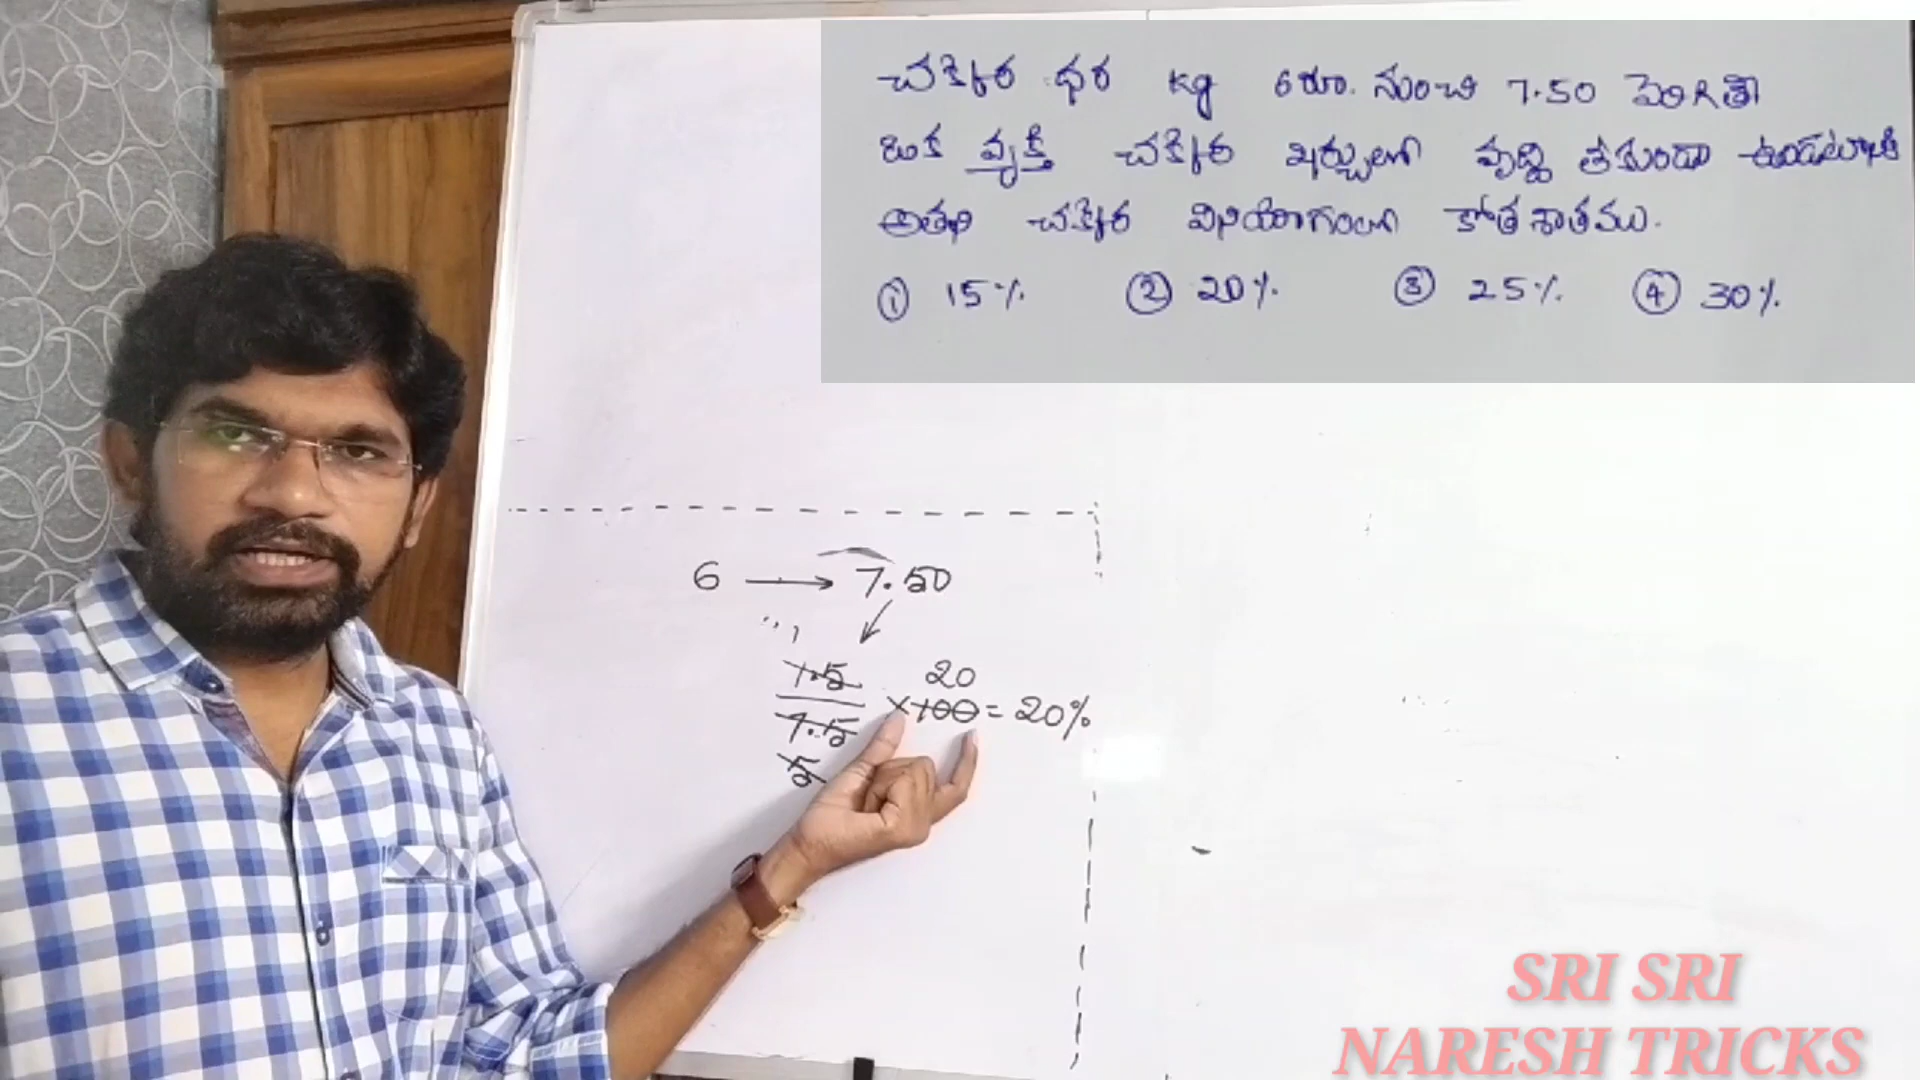 చక్కెర ధర kg 6రూ. నుంచి 7.50 పెరిగితే
ఒక వ్యక్తి చక్కెర ఖర్చులో వృద్ధి లేకుండా ఉండటానికి
అతని చక్కెర వినియోగంలో కోత శాతము.
① 15% ② 20% ③ 25% ④ 30%
6 → 7.50
1.5
20
7.5 ×100 = 20%
5
SRI SRI
NARESH TRICKS